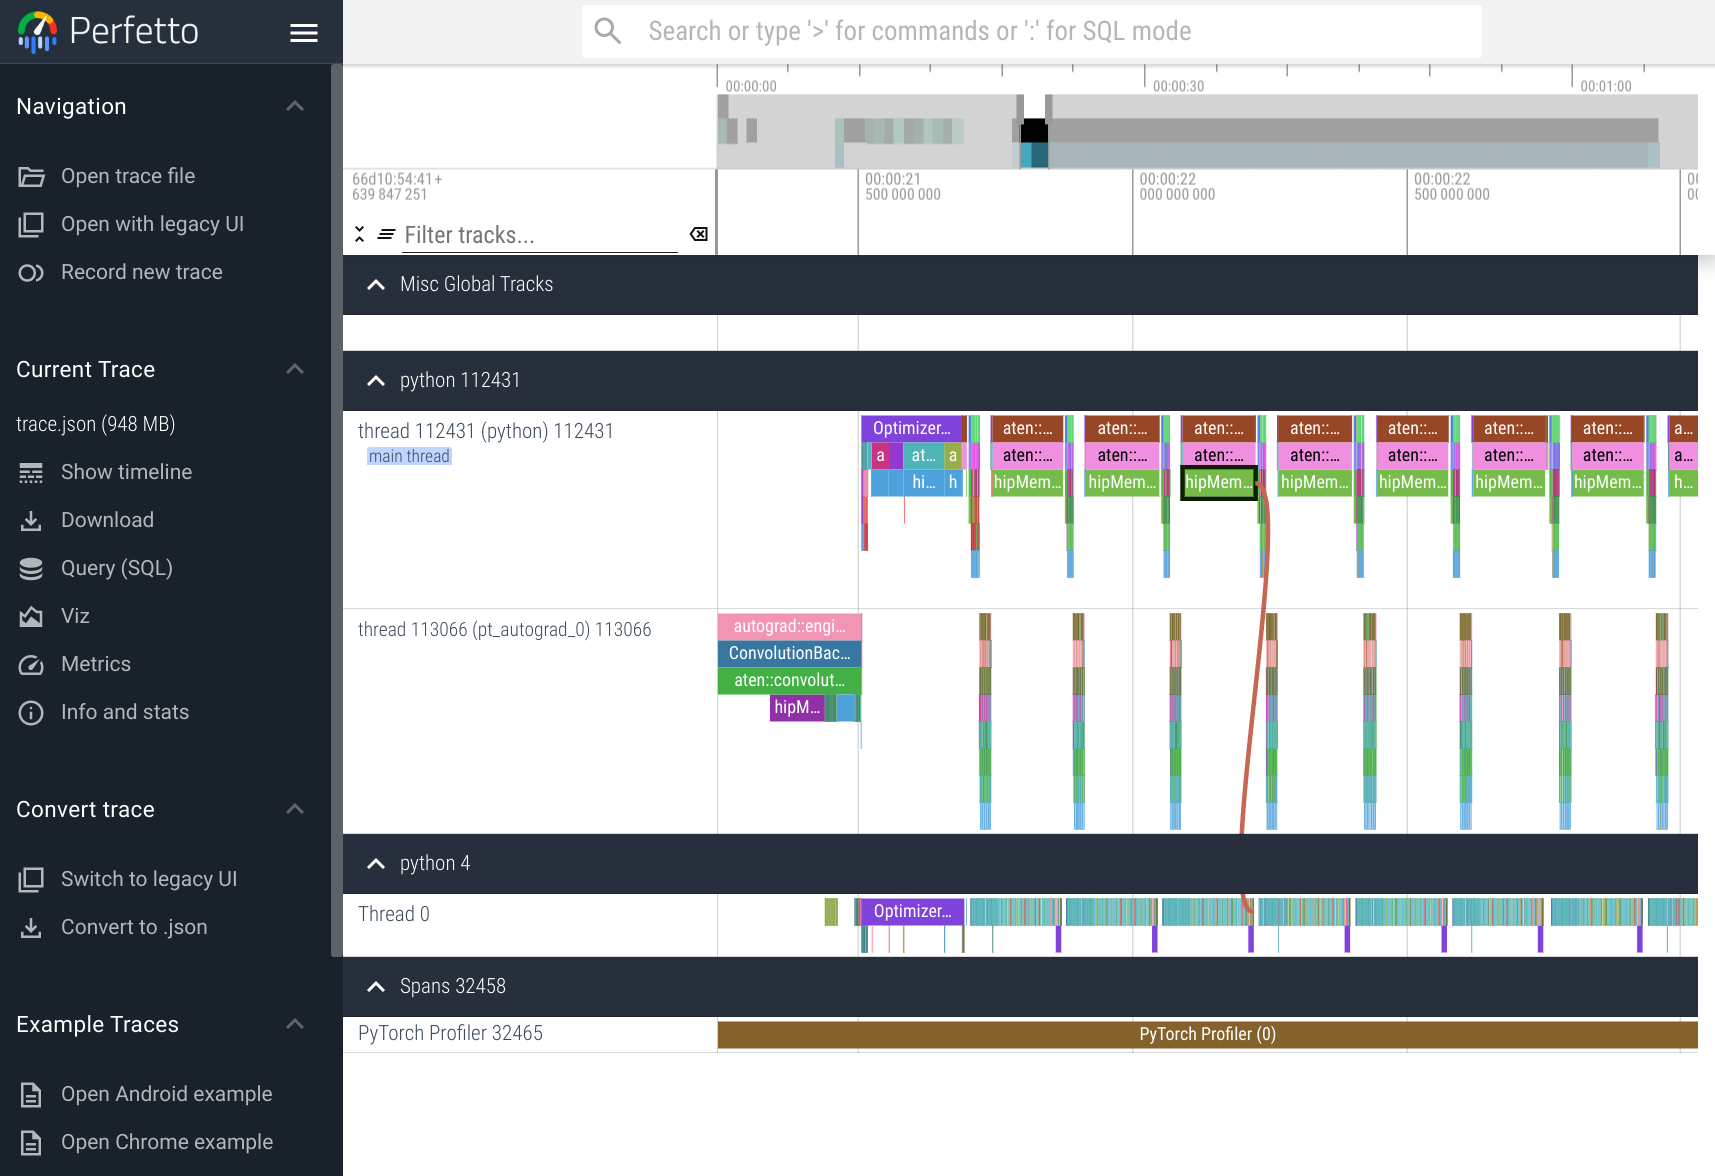 Perfetto
Search or type '>' for commands or ':' for SQL mode
Navigation
Open trace file
Open with legacy UI
Record new trace
Current Trace
trace.json (948 MB)
Show timeline
Download
Query (SQL)
Viz
Metrics
Info and stats
Convert trace
Switch to legacy UI
Convert to .json
Example Traces
Open Android example
Open Chrome example
00:00:00 00:00:30 00:01:00
66d10:54:41+ 00:00:21 00:00:22 00:00:22
639 847 251 500 000 000 000 000 000 500 000 000
Filter tracks...
Misc Global Tracks
python 112431
thread 112431 (python) 112431
main thread
Optimizer... aten::... aten::... aten::... aten::... aten::... aten::... aten::... a...
a at... a aten::... aten::... aten::... aten::... aten::... aten::... aten::... a...
hi... h hipMem... hipMem... hipMem... hipMem... hipMem... hipMem... hipMem... h...
thread 113066 (pt_autograd_0) 113066
autograd::engi...
ConvolutionBac...
aten::convolut...
hipM...
python 4
Thread 0
Optimizer...
Spans 32458
PyTorch Profiler 32465
PyTorch Profiler (0)